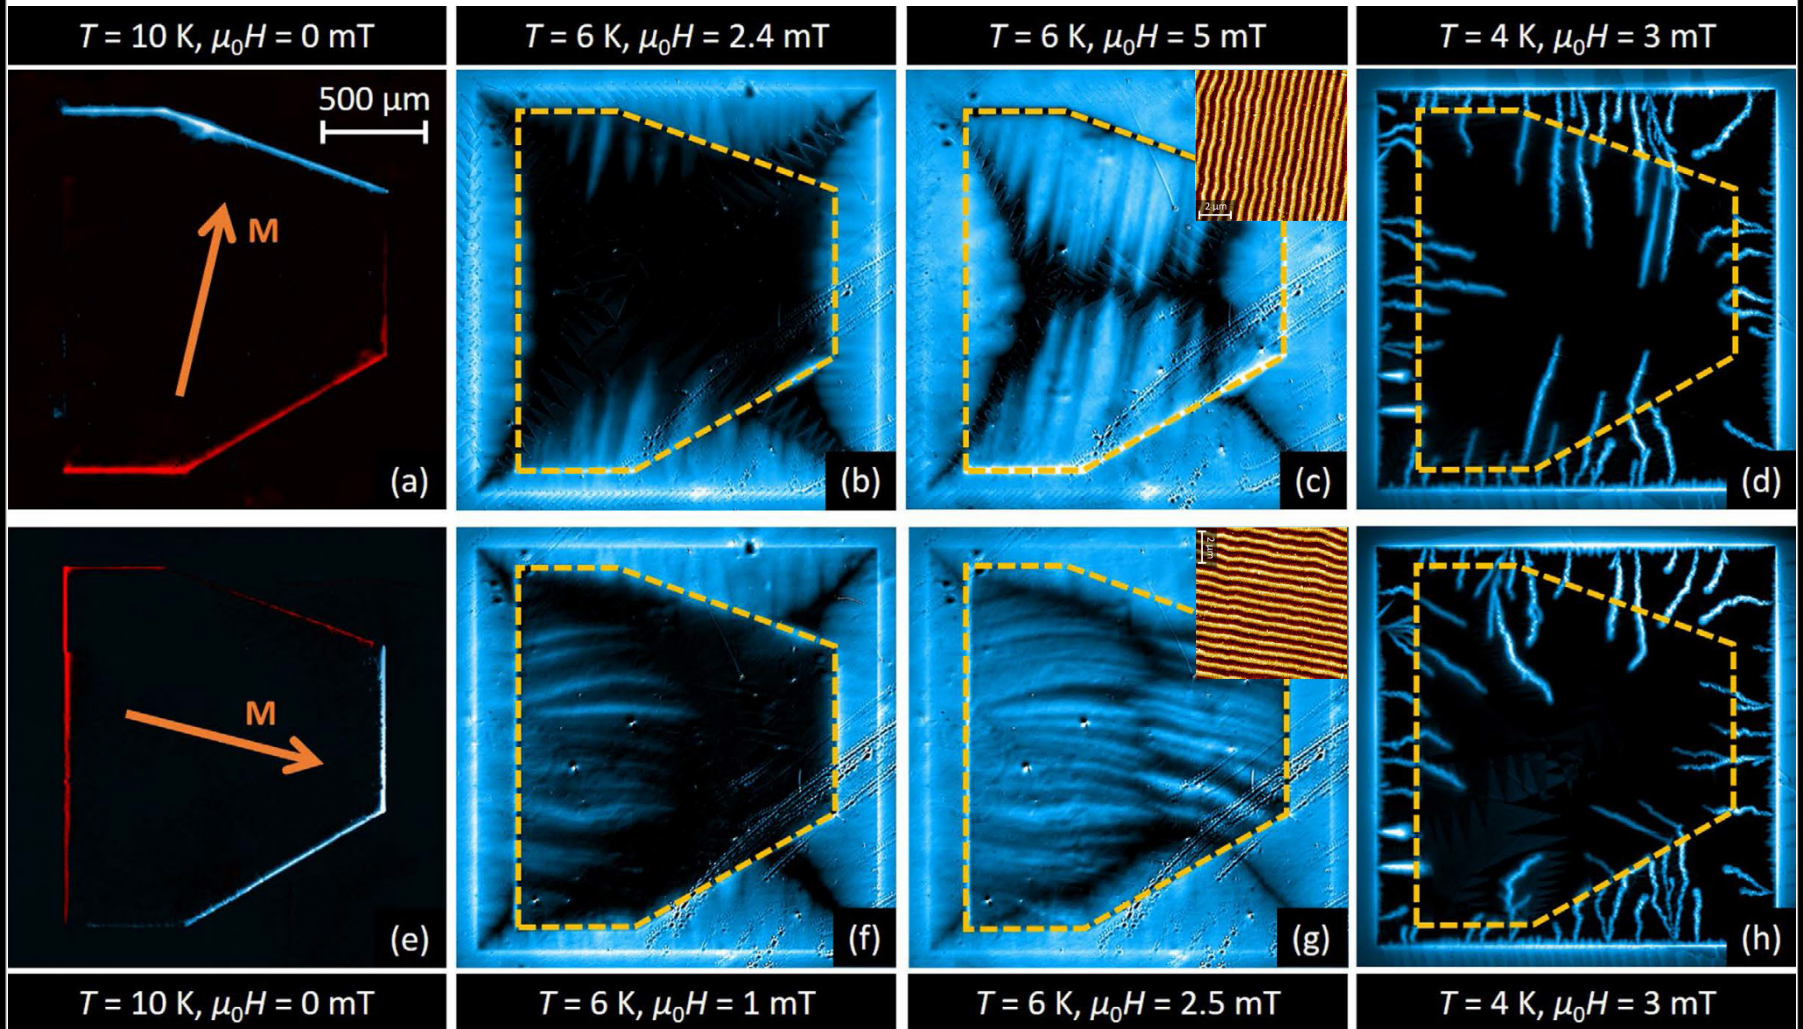 T = 10 K, μ₀H = 0 mT
T = 6 K, μ₀H = 2.4 mT
T = 6 K, μ₀H = 5 mT
T = 4 K, μ₀H = 3 mT
500 μm
M
(a)
(b)
2 μm
(c)
(d)
M
(e)
(f)
2 μm
(g)
(h)
T = 10 K, μ₀H = 0 mT
T = 6 K, μ₀H = 1 mT
T = 6 K, μ₀H = 2.5 mT
T = 4 K, μ₀H = 3 mT